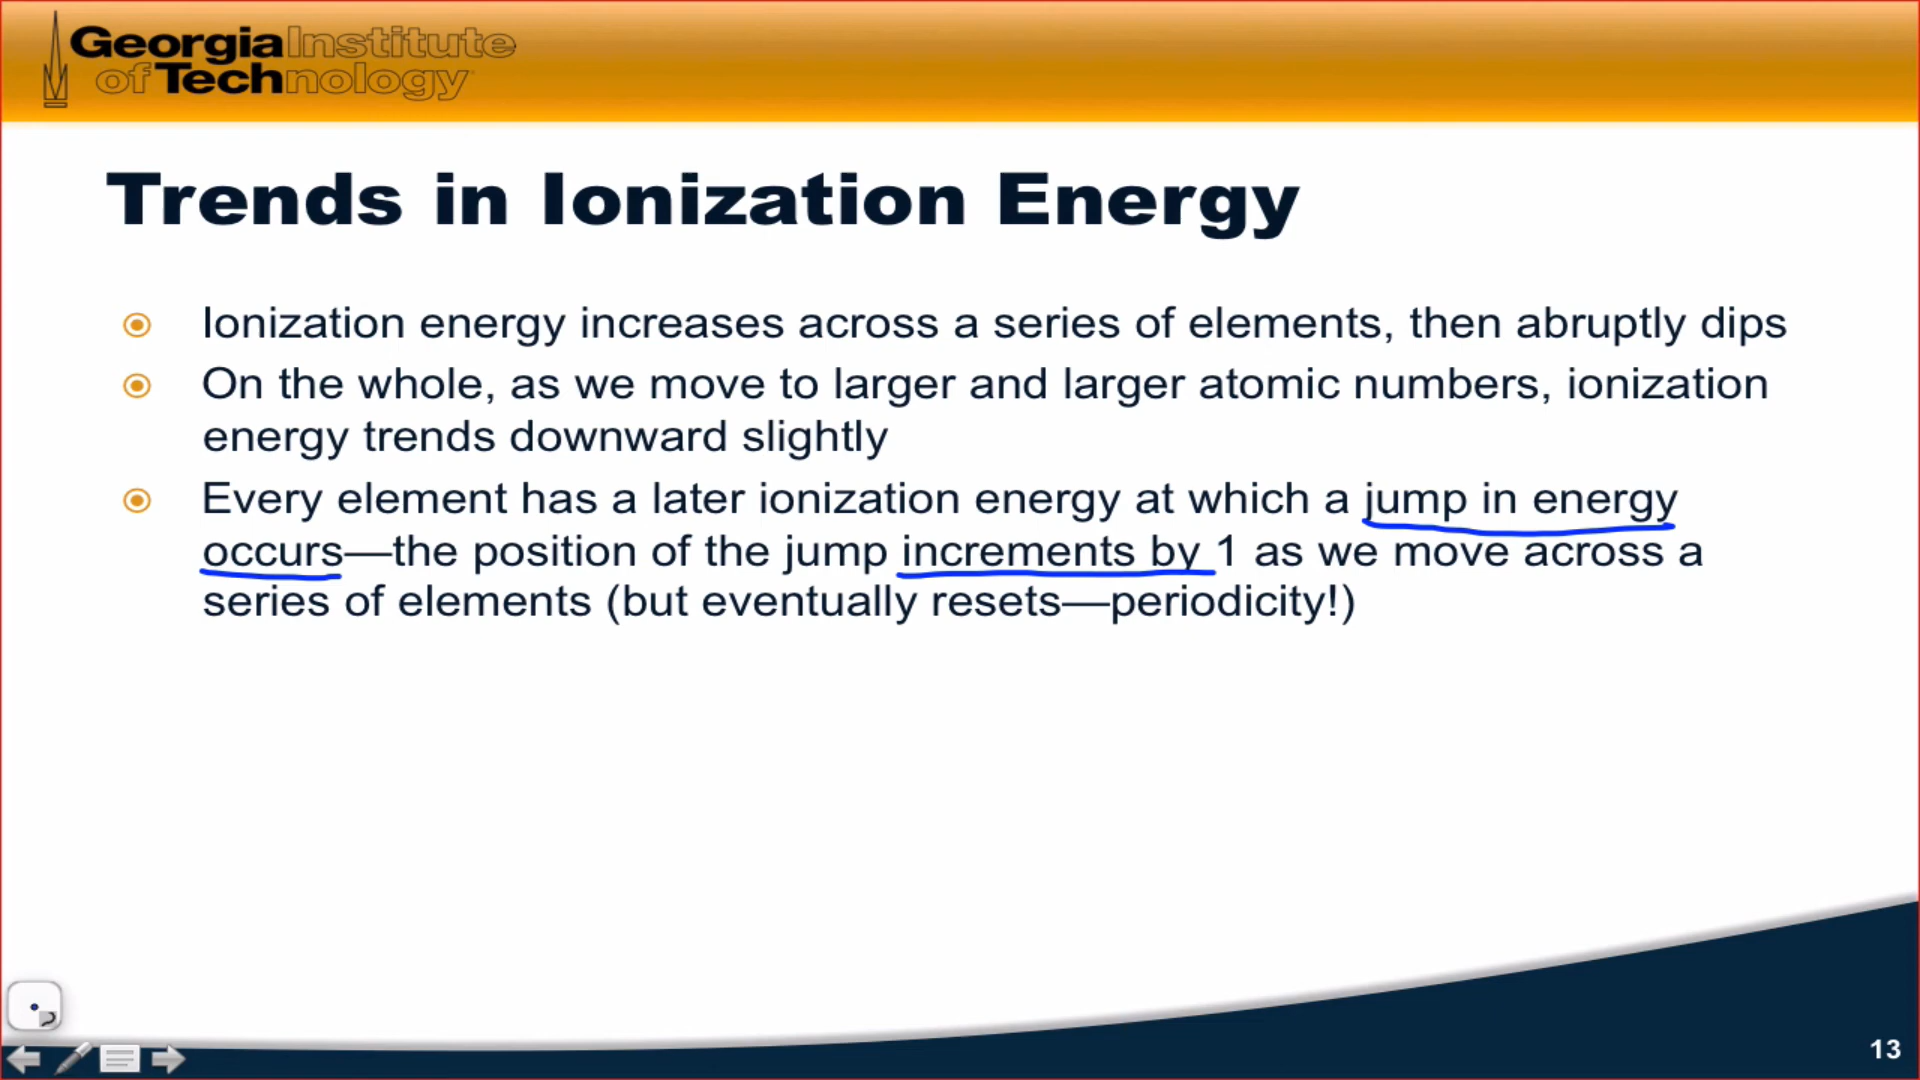 Georgia Institute
of Technology
Trends in Ionization Energy
Ionization energy increases across a series of elements, then abruptly dips
On the whole, as we move to larger and larger atomic numbers, ionization
energy trends downward slightly
Every element has a later ionization energy at which a jump in energy
occurs—the position of the jump increments by 1 as we move across a
series of elements (but eventually resets—periodicity!)
13